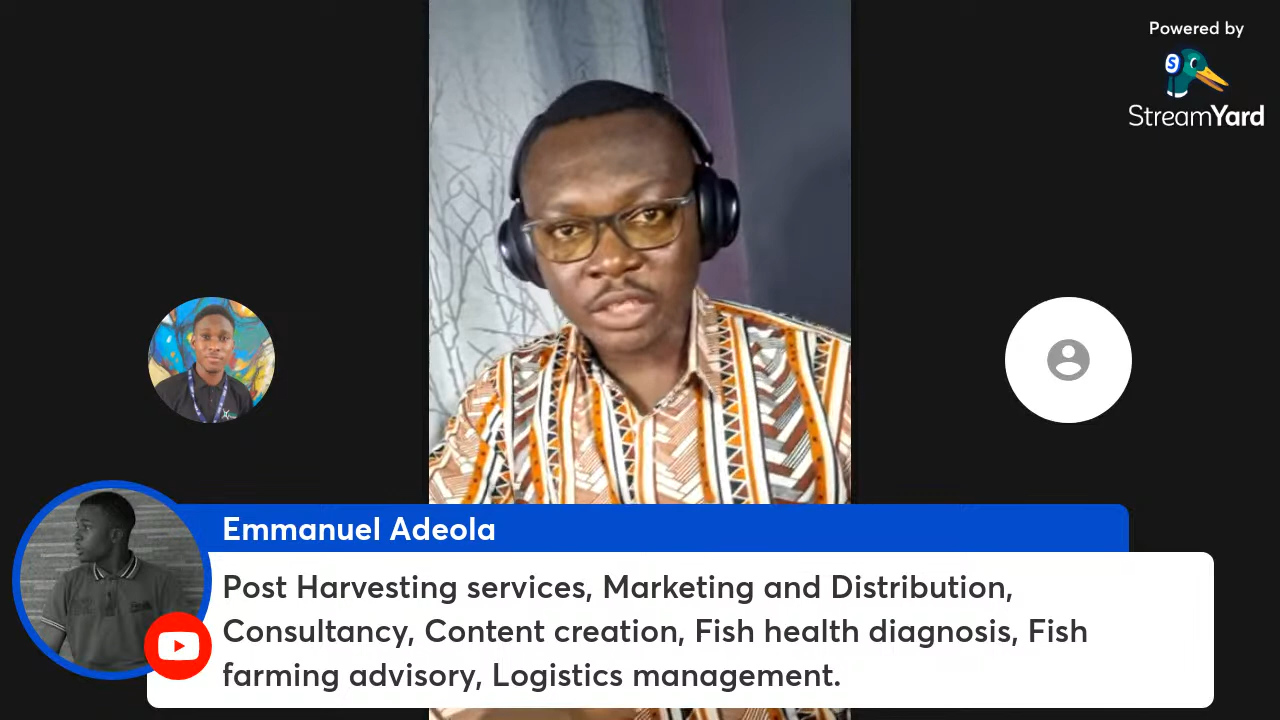 Powered by
S
StreamYard
Emmanuel Adeola
Post Harvesting services, Marketing and Distribution,
Consultancy, Content creation, Fish health diagnosis, Fish
farming advisory, Logistics management.